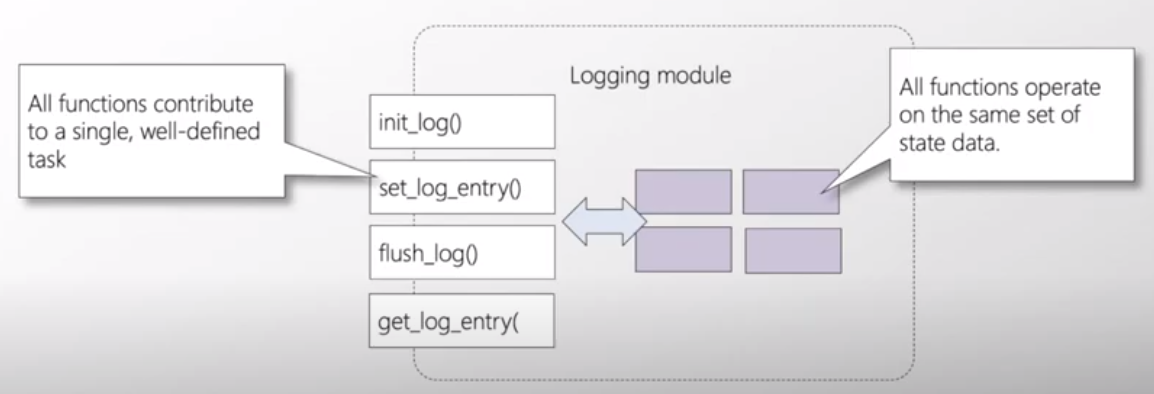 Logging module
All functions contribute
to a single, well-defined
task
init_log()
set_log_entry()
flush_log()
get_log_entry(
All functions operate
on the same set of
state data.